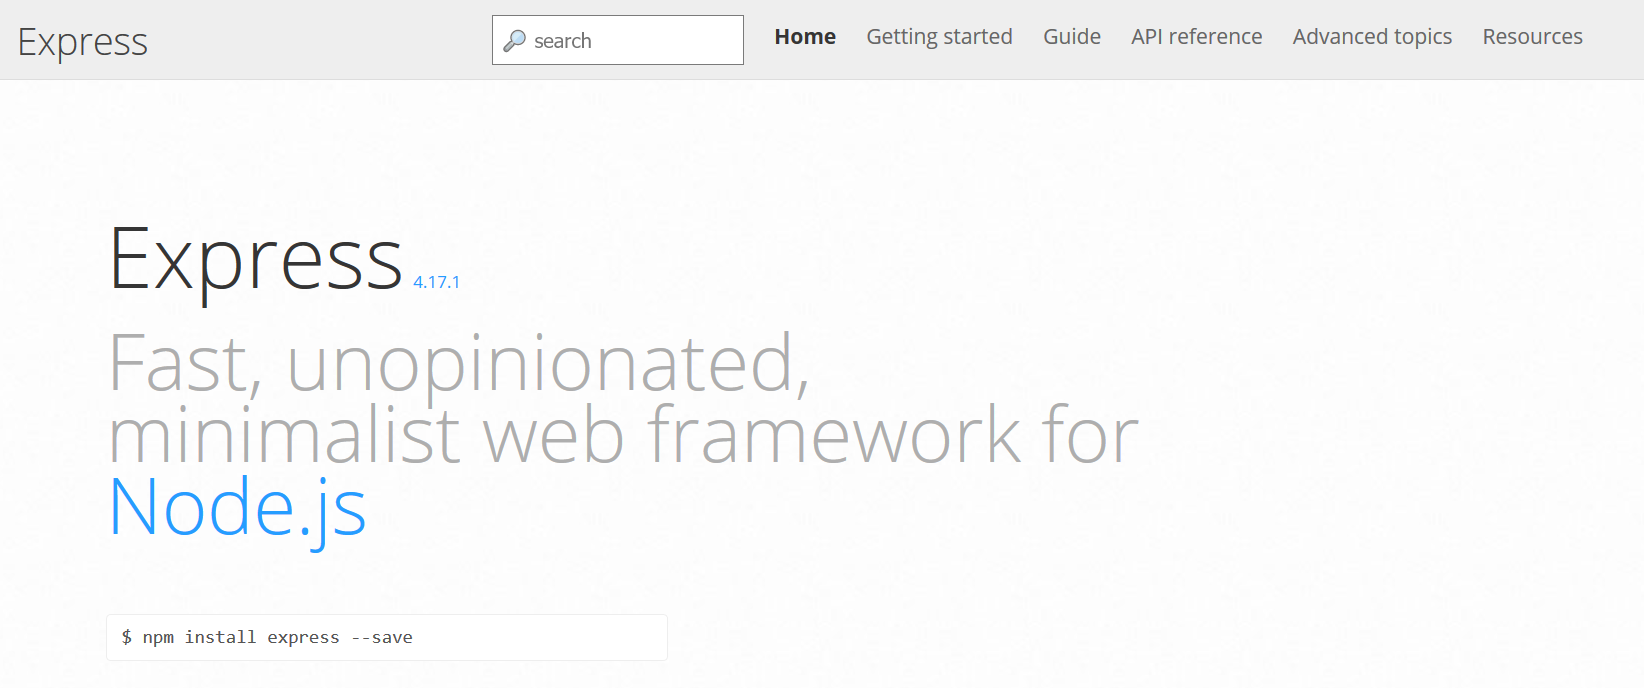 Express
search
Home Getting started Guide API reference Advanced topics Resources
Express 4.17.1
Fast, unopinionated,
minimalist web framework for
Node.js
$ npm install express --save